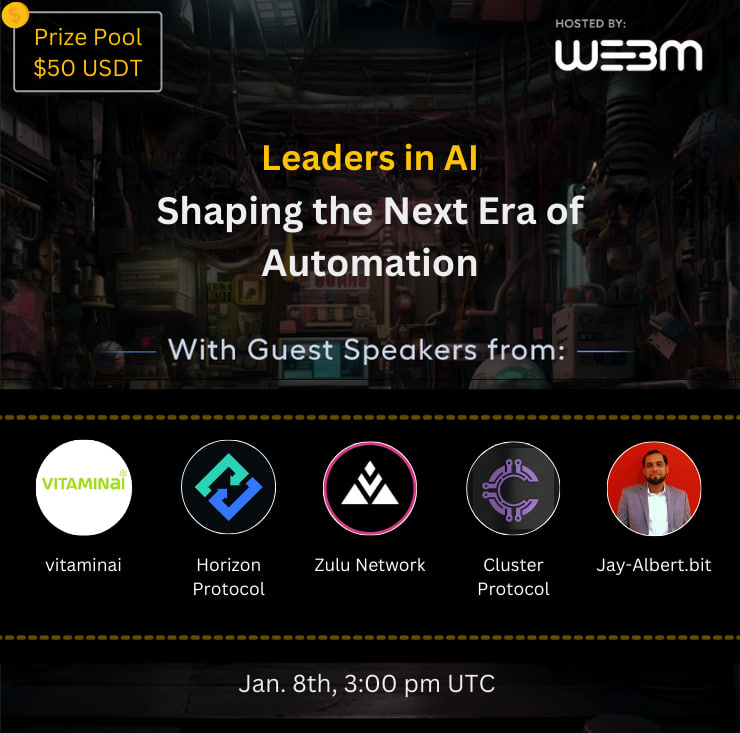 Prize Pool
$50 USDT
HOSTED BY:
WEBM
Leaders in AI
Shaping the Next Era of
Automation
With Guest Speakers from:
VITAMINAI
vitaminai
Horizon
Protocol
Zulu Network
Cluster
Protocol
Jay-Albert.bit
Jan. 8th, 3:00 pm UTC